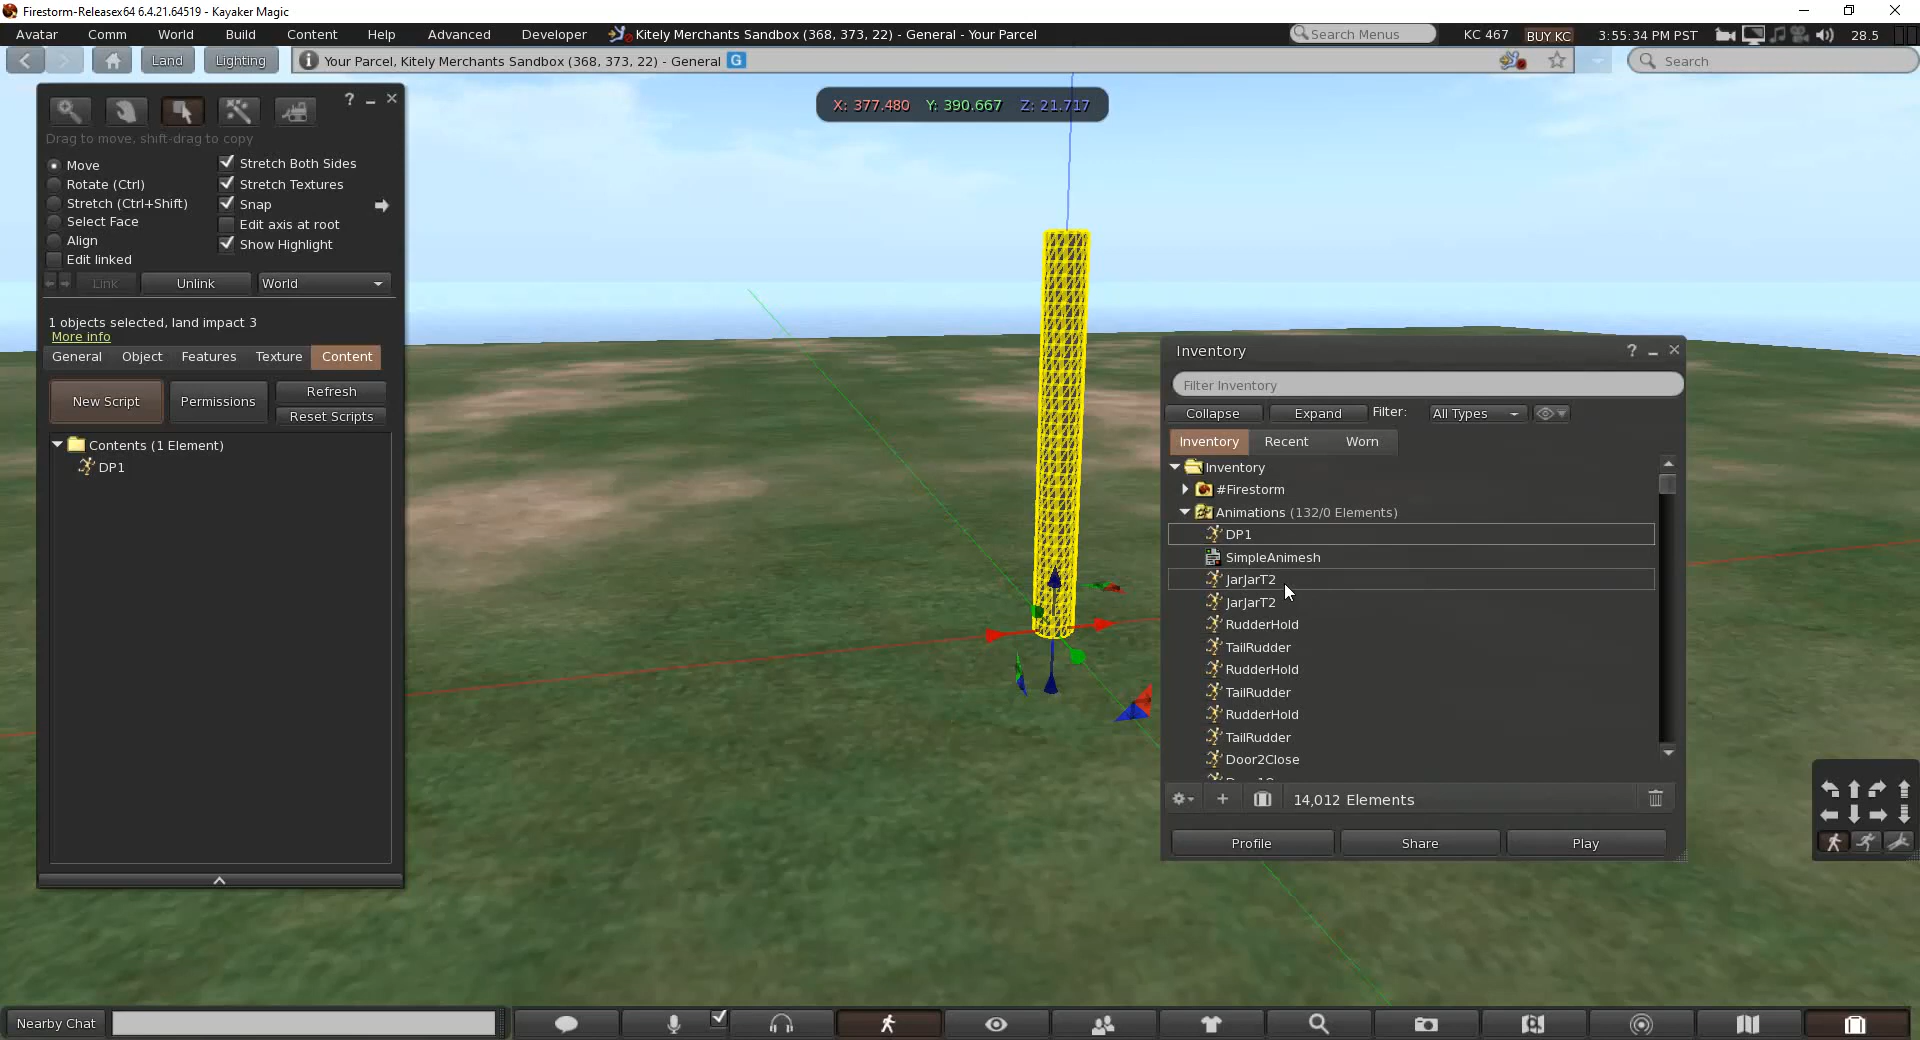 Firestorm-Releasex64 6.4.21.64519 - Kayaker Magic
Avatar Comm World Build Content Help Advanced Developer Kitely Merchants Sandbox (368, 373, 22) - General - Your Parcel Search Menus KC 467 BUY KC 3:55:34 PM PST 28.5
Land Lighting Your Parcel, Kitely Merchants Sandbox (368, 373, 22) - General G Search
X: 377.480 Y: 390.667 Z: 21.717
?
Drag to move, shift-drag to copy
Move
Rotate (Ctrl)
Stretch (Ctrl+Shift)
Select Face
Align
Edit linked
Stretch Both Sides
Stretch Textures
Snap
Edit axis at root
Show Highlight
Link Unlink World
1 objects selected, land impact 3
More info
General Object Features Texture Content
New Script Permissions Refresh
Reset Scripts
Contents (1 Element)
DP1
Inventory ?
Filter Inventory
Collapse Expand Filter: All Types
Inventory Recent Worn
Inventory
#Firestorm
Animations (132/0 Elements)
DP1
SimpleAnimesh
JarJarT2
JarJarT2
RudderHold
TailRudder
RudderHold
TailRudder
RudderHold
TailRudder
Door2Close
14,012 Elements
Profile Share Play
Nearby Chat